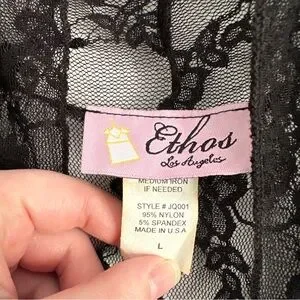 Ethos
Los Angeles
MEDIUM IRON
IF NEEDED
STYLE # JQ001
95% NYLON
5% SPANDEX
MADE IN U S A
L